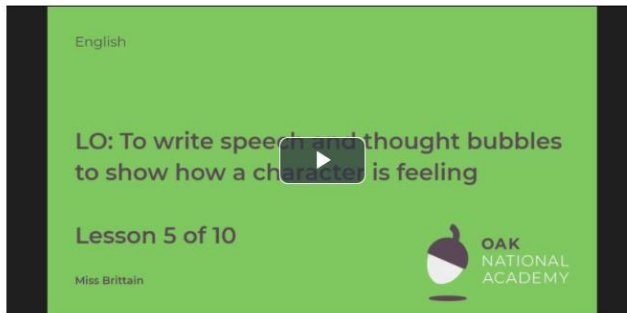 English
LO: To write speech and thought bubbles
to show how a character is feeling
Lesson 5 of 10
Miss Brittain
OAK
NATIONAL
ACADEMY